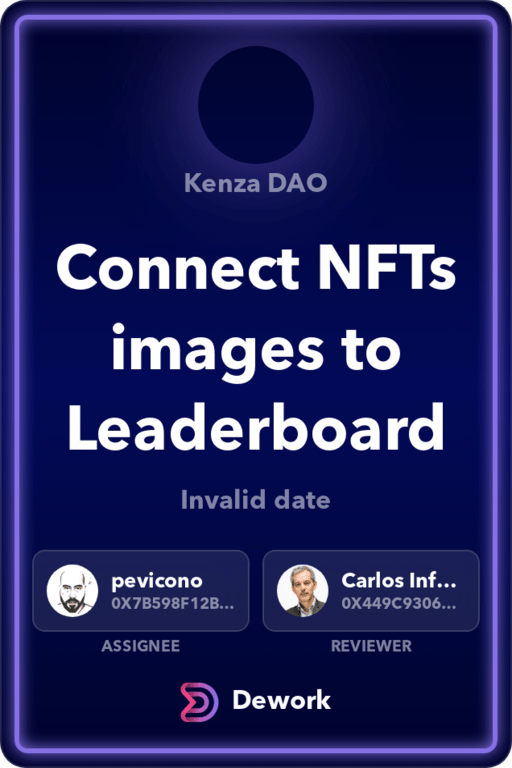 Kenza DAO
Connect NFTs
images to
Leaderboard
Invalid date
pevicono
0X7B598F12B...
ASSIGNEE
Carlos Inf...
0X449C9306...
REVIEWER
Dework